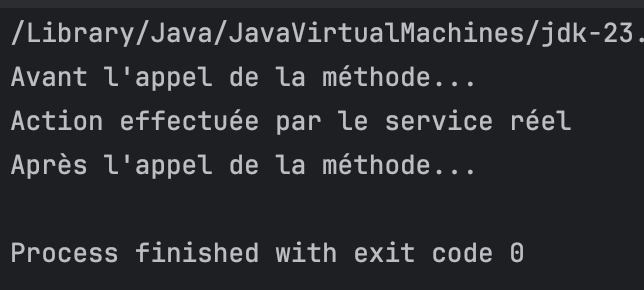 /Library/Java/JavaVirtualMachines/jdk-23.
Avant l'appel de la méthode...
Action effectuée par le service réel
Après l'appel de la méthode...
Process finished with exit code 0